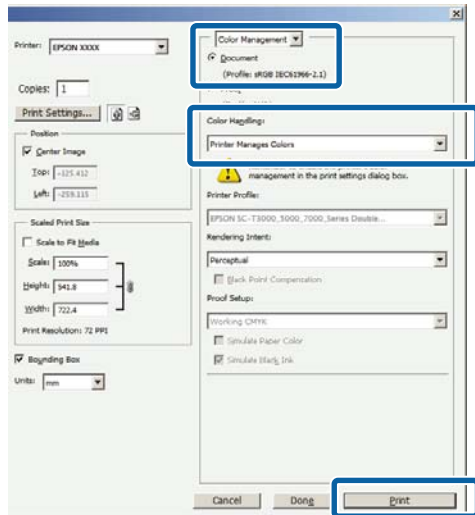 Printer:
EPSON XXXX
Copies:
1
Print Settings...
Position
Center Image
Top:
-125.412
Left:
-259.115
Scaled Print Size
Scale to Fit Media
Scale:
100%
Height:
541.8
Width:
722.4
Print Resolution: 72 PPI
Bounding Box
Units:
mm
Color Management
Document
(Profile: sRGB IEC61966-2.1)
Color Handling:
Printer Manages Colors
management in the print settings dialog box.
Printer Profile:
EPSON SC-T3000_5000_7000_Series Double...
Rendering Intent:
Perceptual
Black Point Compensation
Proof Setup:
Working CMYK
Simulate Paper Color
Simulate Black Ink
Cancel
Done
Print